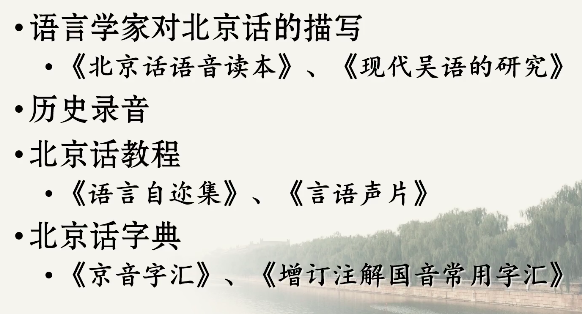 •语言学家对北京话的描写
•《北京话语音读本》、《现代吴语的研究》
•历史录音
•北京话教程
•《语言自迩集》、《言语声片》
•北京话字典
•《京音字汇》、《增订注解国音常用字汇》